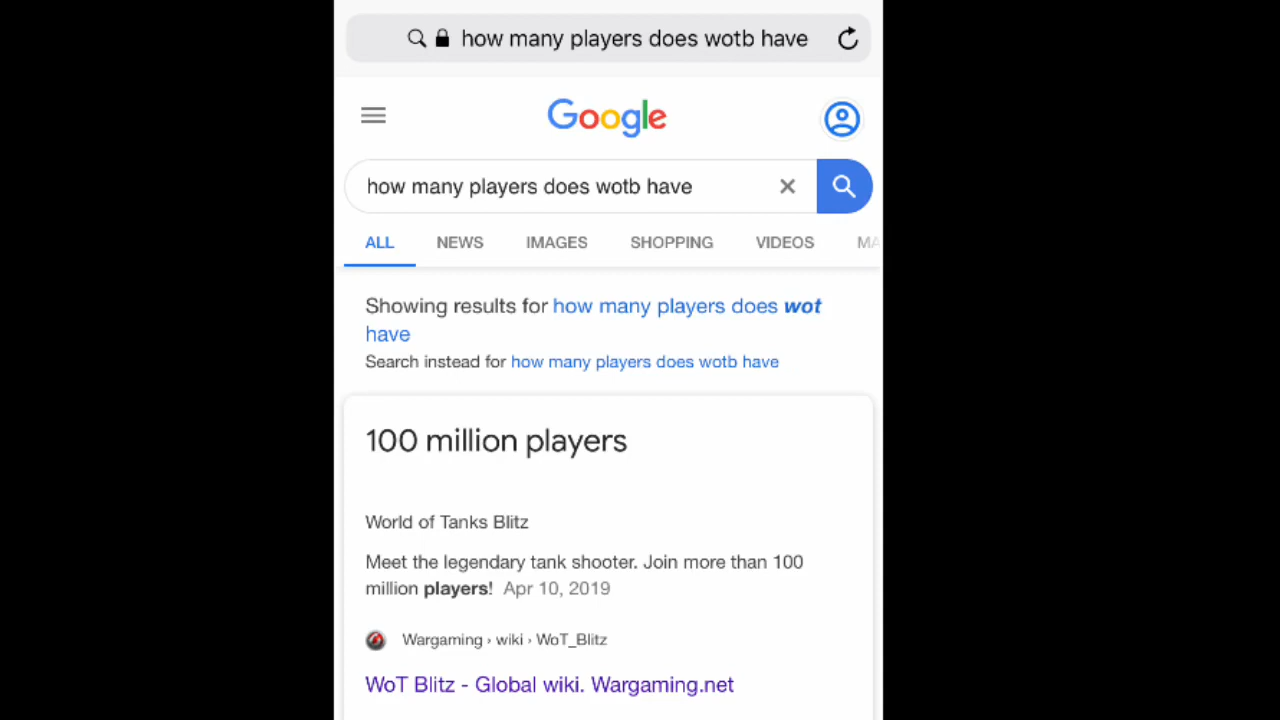 how many players does wotb have
Google
how many players does wotb have
ALL NEWS IMAGES SHOPPING VIDEOS MA
Showing results for how many players does wot
have
Search instead for how many players does wotb have
100 million players
World of Tanks Blitz
Meet the legendary tank shooter. Join more than 100
million players! Apr 10, 2019
Wargaming › wiki › WoT_Blitz
WoT Blitz - Global wiki. Wargaming.net